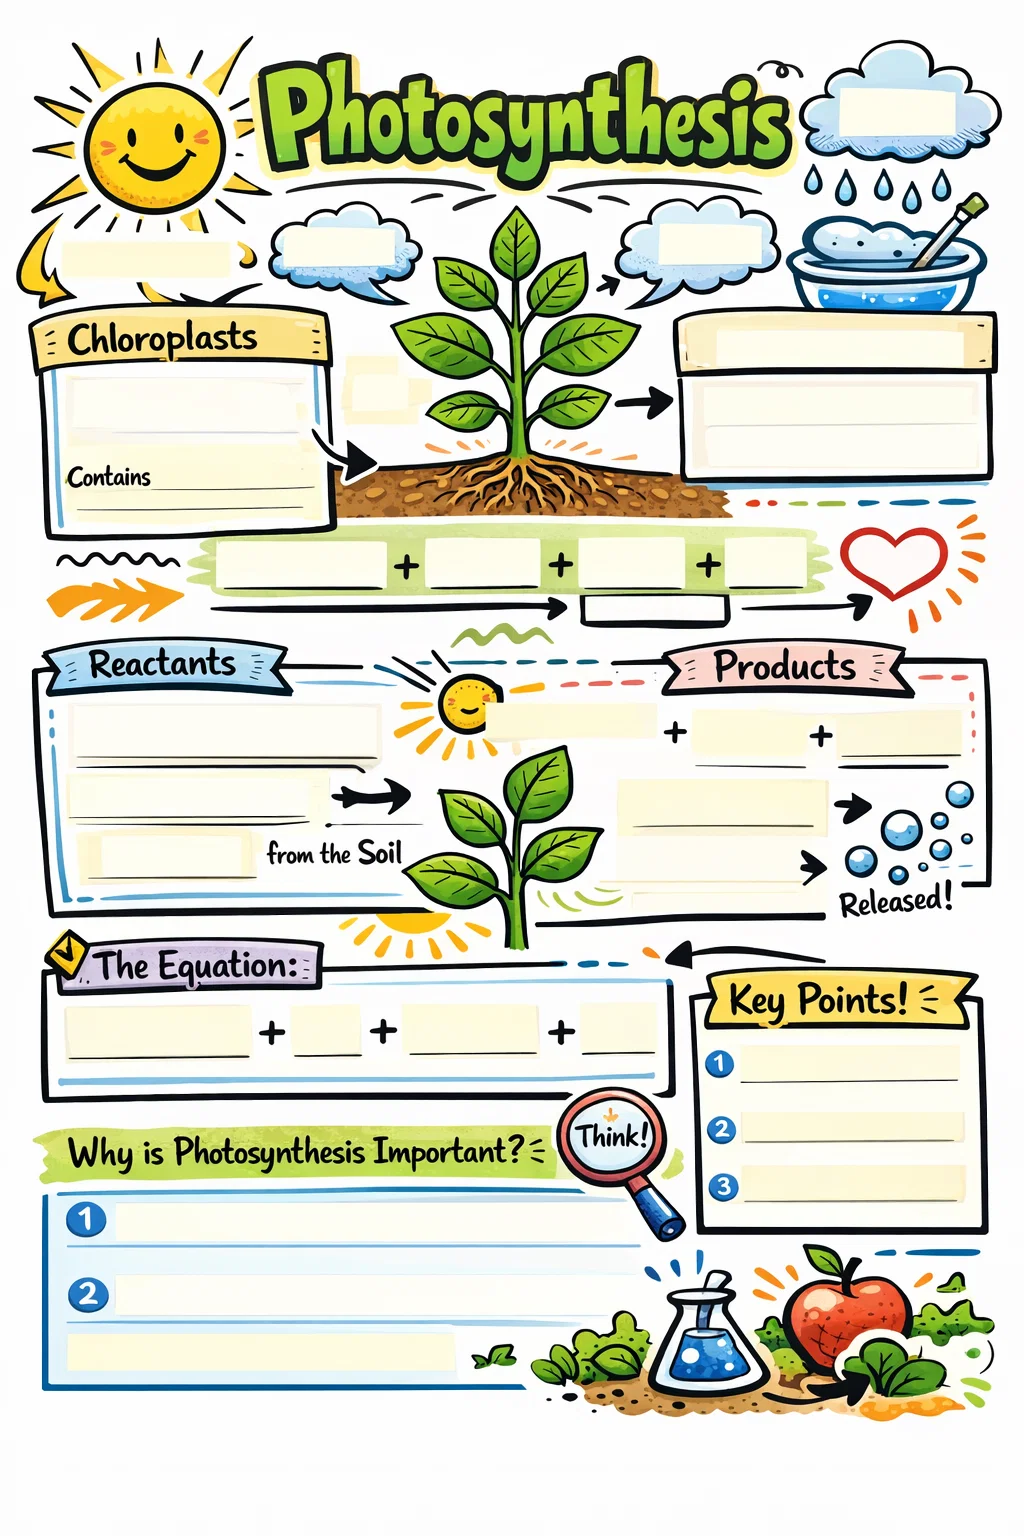 Photosynthesis
Chloroplasts
Contains
+ + +
Reactants
Products
+ +
from the Soil
Released!
The Equation:
+ + +
Key Points!
1
2
3
Why is Photosynthesis Important?
Think!
1
2